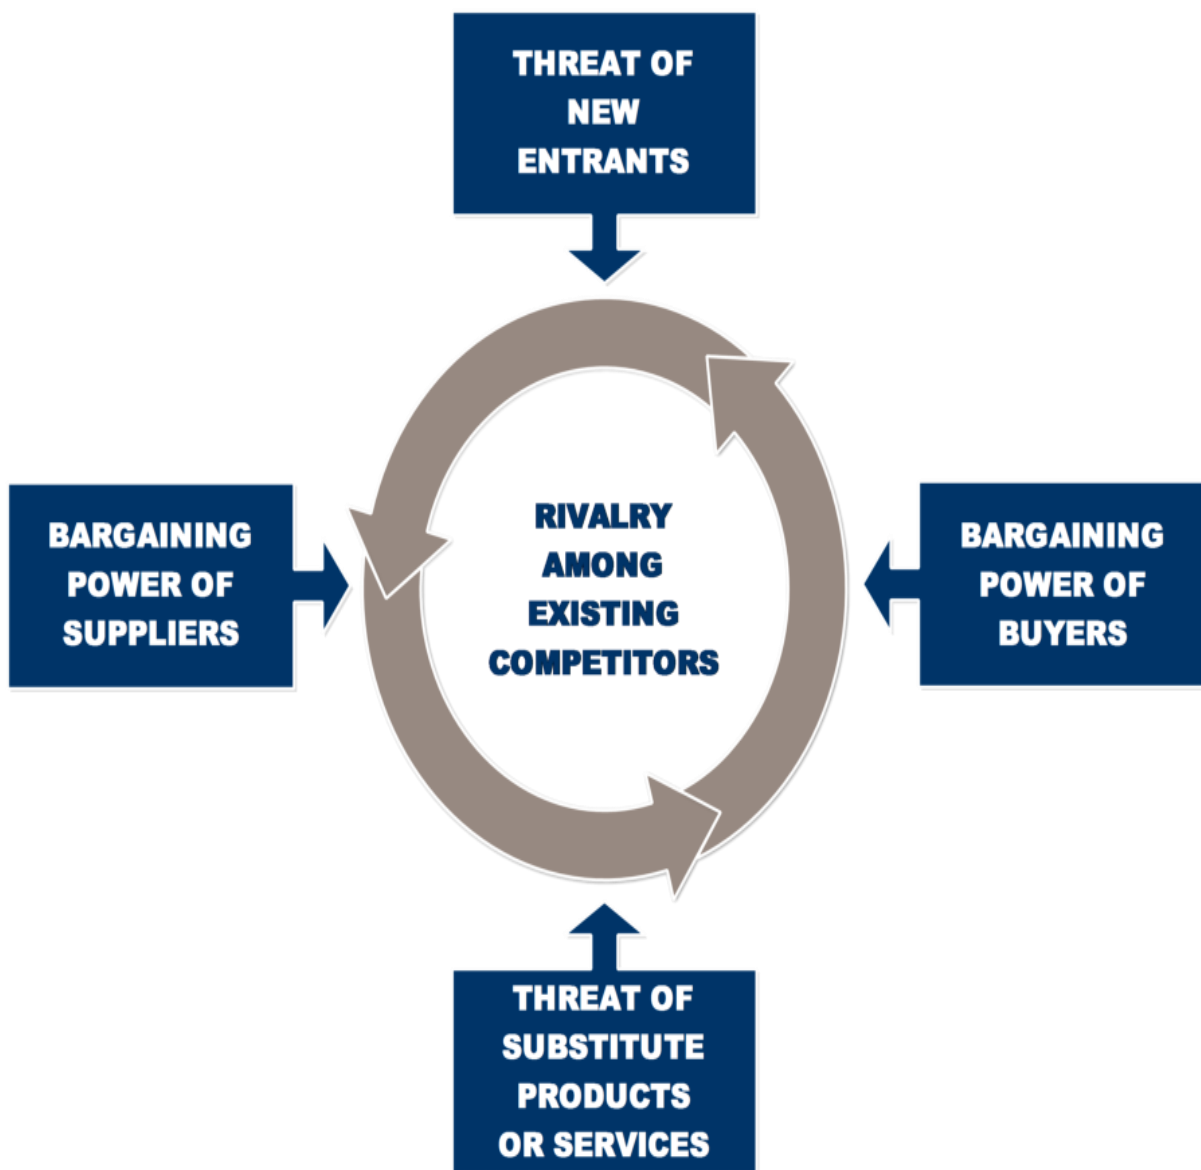 THREAT OF
NEW
ENTRANTS
BARGAINING
POWER OF
SUPPLIERS
RIVALRY
AMONG
EXISTING
COMPETITORS
BARGAINING
POWER OF
BUYERS
THREAT OF
SUBSTITUTE
PRODUCTS
OR SERVICES